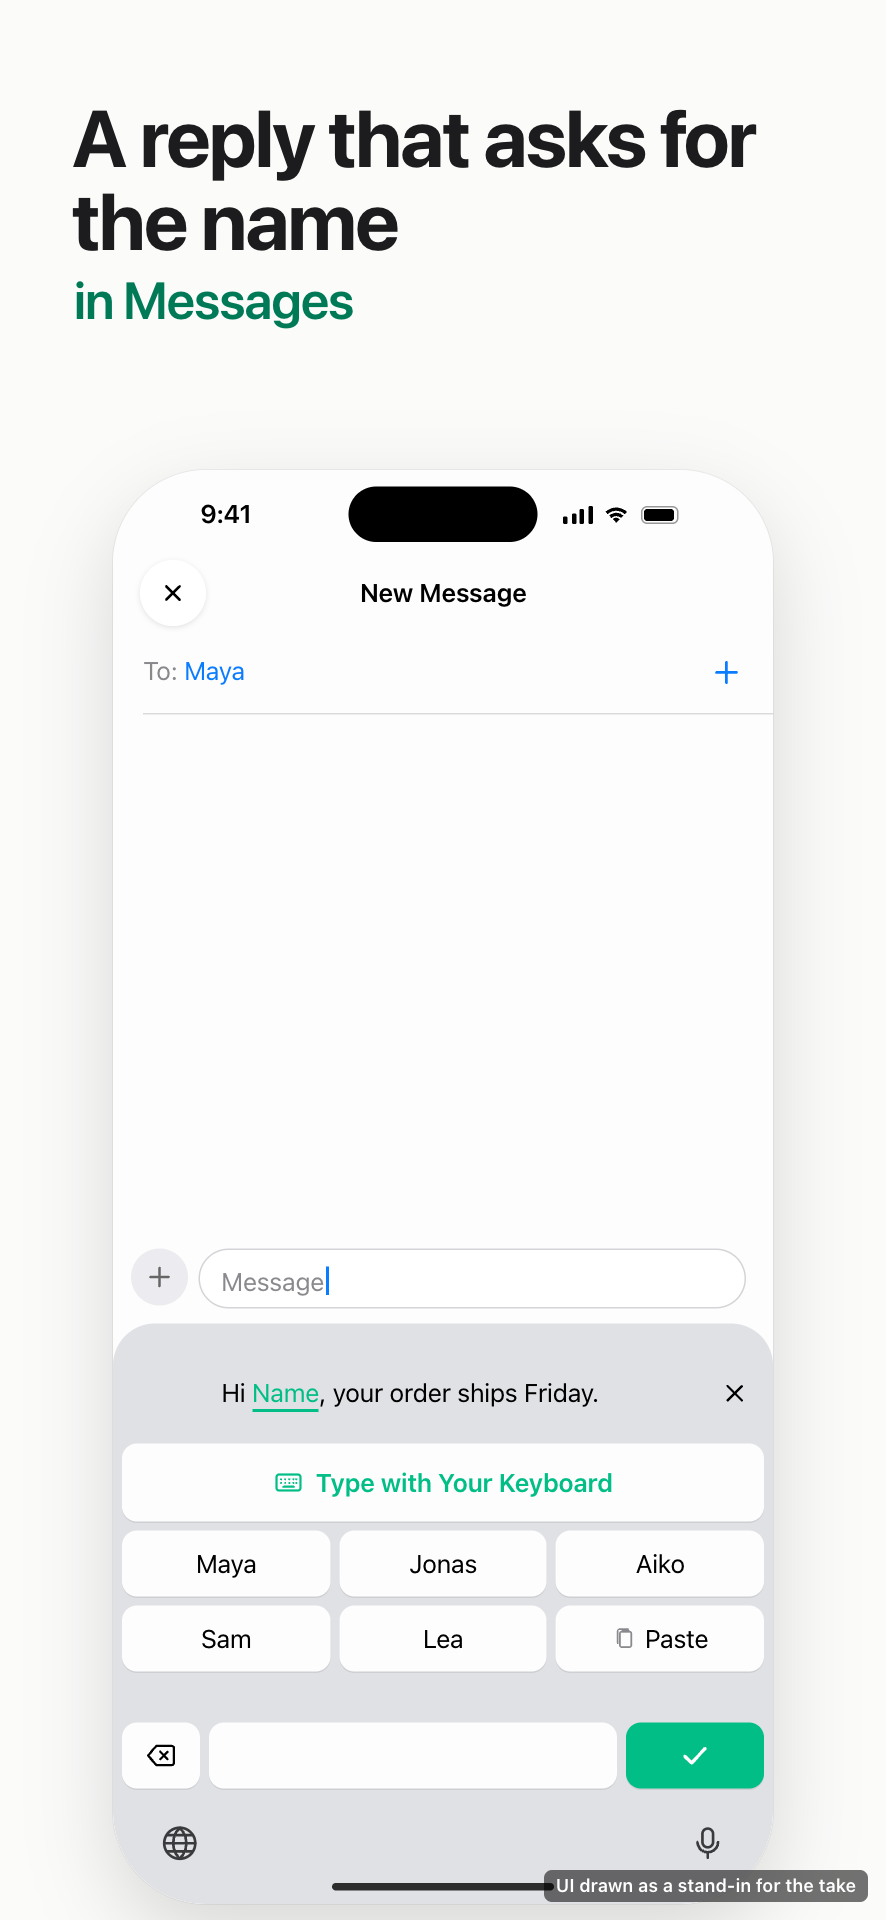 A reply that asks for
the name
in Messages
9:41
New Message
To: Maya
Message
Hi Name, your order ships Friday.
Type with Your Keyboard
Maya
Jonas
Aiko
Sam
Lea
Paste
UI drawn as a stand-in for the take